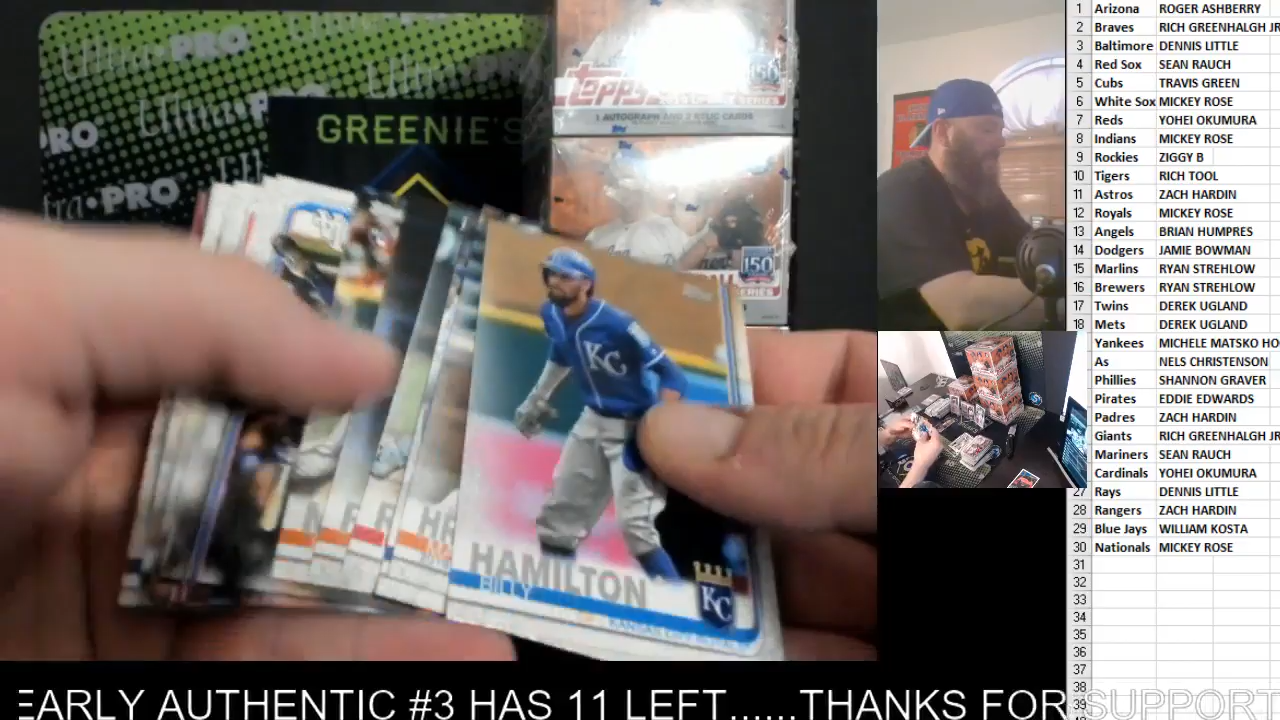 Ultra•PRO
PRO
GREENIE'S
Topps
150
1 AUTOGRAPH AND 2 RELIC CARDS
150
SERIES
KC
HAMILTON
BILLY
KANSAS CITY ROYALS
KC
1 Arizona ROGER ASHBERRY
2 Braves RICH GREENHALGH JR
3 Baltimore DENNIS LITTLE
4 Red Sox SEAN RAUCH
5 Cubs TRAVIS GREEN
6 White Sox MICKEY ROSE
7 Reds YOHEI OKUMURA
8 Indians MICKEY ROSE
9 Rockies ZIGGY B
10 Tigers RICH TOOL
11 Astros ZACH HARDIN
12 Royals MICKEY ROSE
13 Angels BRIAN HUMPRES
14 Dodgers JAMIE BOWMAN
15 Marlins RYAN STREHLOW
16 Brewers RYAN STREHLOW
17 Twins DEREK UGLAND
18 Mets DEREK UGLAND
Yankees MICHELE MATSKO HO
As NELS CHRISTENSON
Phillies SHANNON GRAVER
Pirates EDDIE EDWARDS
Padres ZACH HARDIN
Giants RICH GREENHALGH JR
Mariners SEAN RAUCH
Cardinals YOHEI OKUMURA
27 Rays DENNIS LITTLE
28 Rangers ZACH HARDIN
29 Blue Jays WILLIAM KOSTA
30 Nationals MICKEY ROSE
31
32
33
34
35
36
37
38
39
EARLY AUTHENTIC #3 HAS 11 LEFT......THANKS FOR SUPPORT